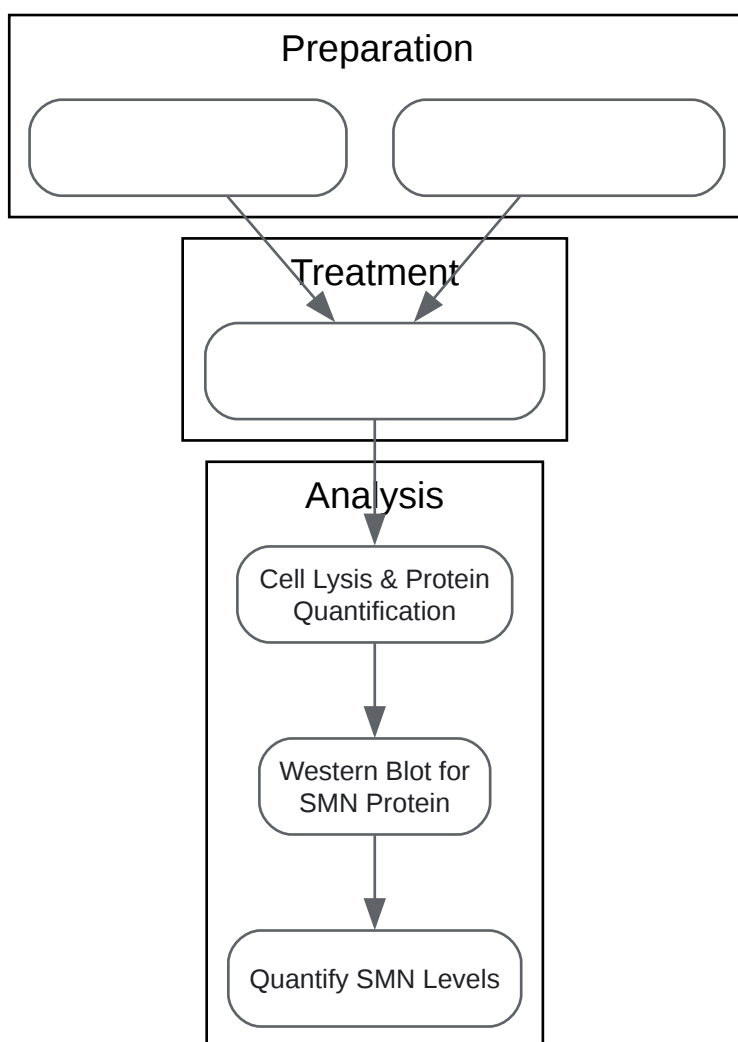 Preparation
Treatment
Analysis
Cell Lysis & Protein
Quantification
Western Blot for
SMN Protein
Quantify SMN Levels